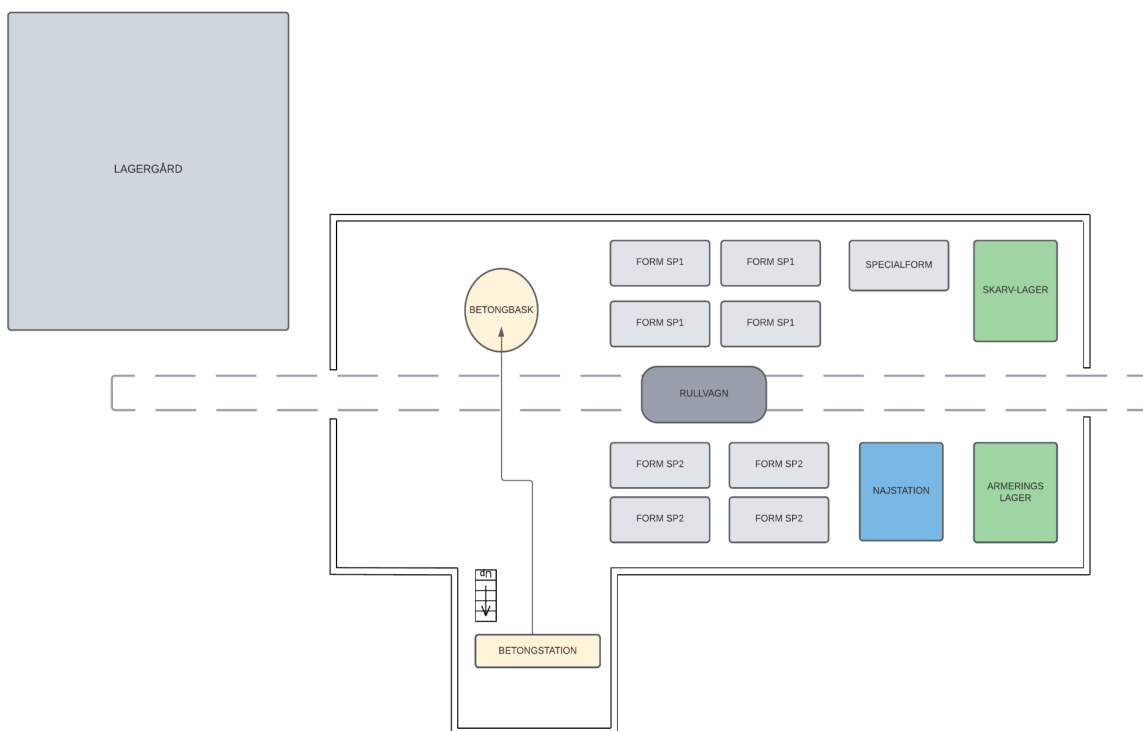 LAGERGÅRD
FORM SP1
FORM SP1
SPECIALFORM
SKARV-LAGER
BETONGBASK
FORM SP1
FORM SP1
RULLVAGN
FORM SP2
FORM SP2
NAJSTATION
ARMERINGS
LAGER
FORM SP2
FORM SP2
Up
BETONGSTATION